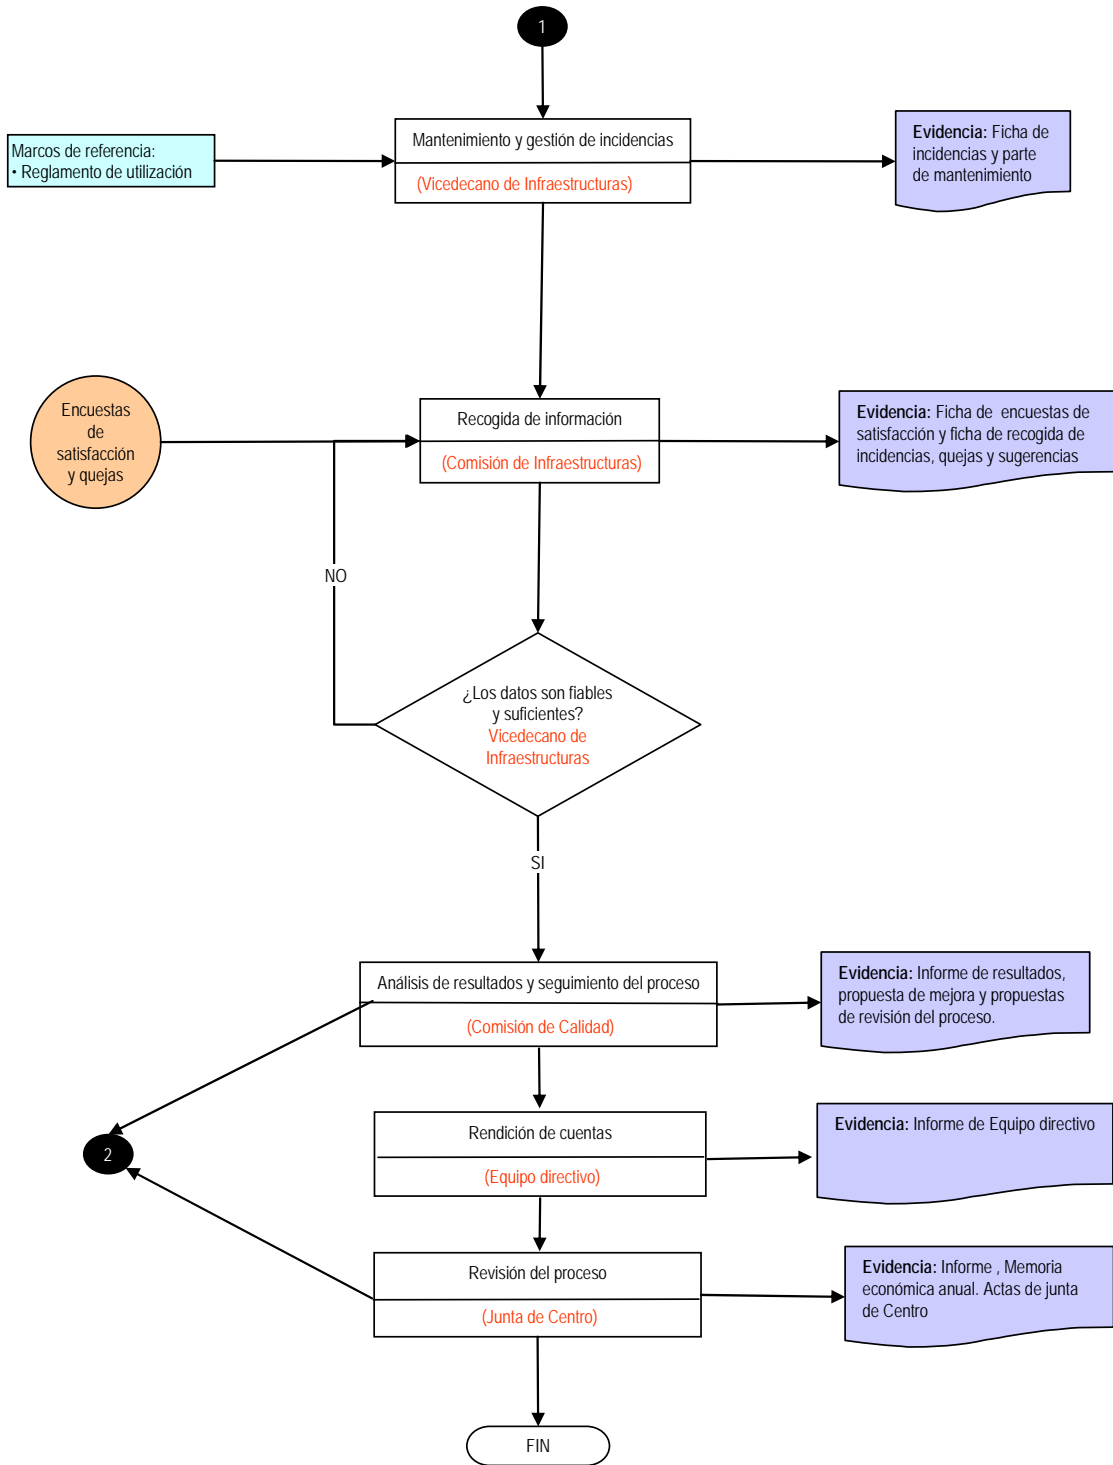 1
Mantenimiento y gestión de incidencias
(Vicedecano de Infraestructuras)
Marcos de referencia:
• Reglamento de utilización
Evidencia: Ficha de
incidencias y parte
de mantenimiento
Encuestas
de
satisfacción
y quejas
Recogida de información
(Comisión de Infraestructuras)
Evidencia: Ficha de encuestas de
satisfacción y ficha de recogida de
incidencias, quejas y sugerencias
NO
¿Los datos son fiables
y suficientes?
Vicedecano de
Infraestructuras
SI
Análisis de resultados y seguimiento del proceso
(Comisión de Calidad)
Evidencia: Informe de resultados,
propuesta de mejora y propuestas
de revisión del proceso.
Rendición de cuentas
(Equipo directivo)
Evidencia: Informe de Equipo directivo
2
Revisión del proceso
(Junta de Centro)
Evidencia: Informe , Memoria
económica anual. Actas de junta
de Centro
FIN